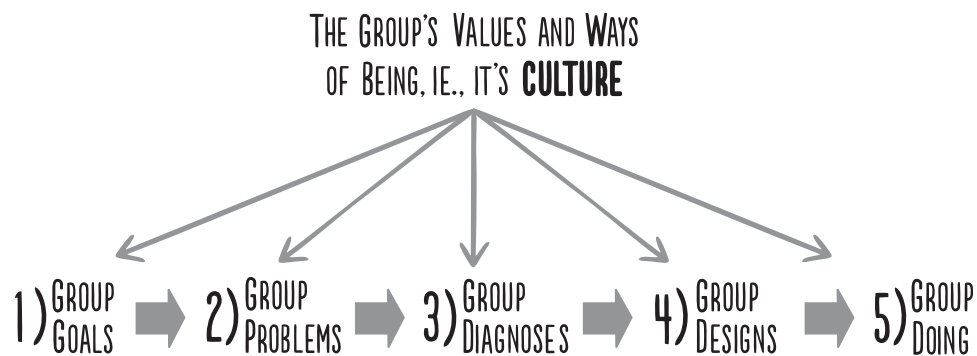 The Group's Values and Ways
of Being, ie., it's CULTURE
1) Group Goals
2) Group Problems
3) Group Diagnoses
4) Group Designs
5) Group Doing